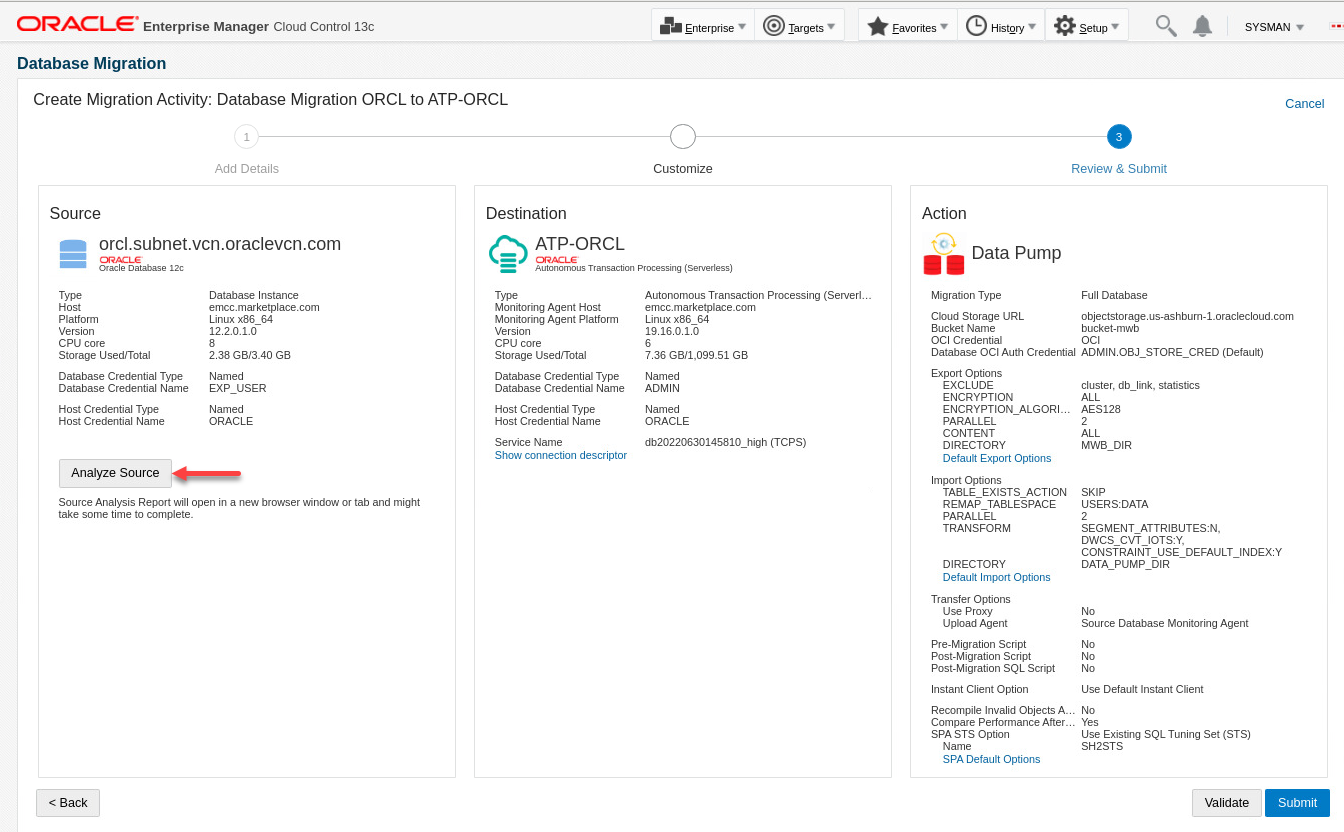 ORACLE Enterprise Manager Cloud Control 13c
Enterprise Targets Favorites History Setup SYSMAN
Database Migration
Create Migration Activity: Database Migration ORCL to ATP-ORCL
Cancel
1 3
Add Details Customize Review & Submit
Source
orcl.subnet.vcn.oraclevcn.com
ORACLE
Oracle Database 12c
Type Database Instance
Host emcc.marketplace.com
Platform Linux x86_64
Version 12.2.0.1.0
CPU core 8
Storage Used/Total 2.38 GB/3.40 GB
Database Credential Type Named
Database Credential Name EXP_USER
Host Credential Type Named
Host Credential Name ORACLE
Analyze Source
Source Analysis Report will open in a new browser window or tab and might
take some time to complete.
Destination
ATP-ORCL
ORACLE
Autonomous Transaction Processing (Serverless)
Type Autonomous Transaction Processing (Serverl…
Monitoring Agent Host emcc.marketplace.com
Monitoring Agent Platform Linux x86_64
Version 19.16.0.1.0
CPU core 6
Storage Used/Total 7.36 GB/1,099.51 GB
Database Credential Type Named
Database Credential Name ADMIN
Host Credential Type Named
Host Credential Name ORACLE
Service Name db20220630145810_high (TCPS)
Show connection descriptor
Action
Data Pump
Migration Type Full Database
Cloud Storage URL objectstorage.us-ashburn-1.oraclecloud.com
Bucket Name bucket-mwb
OCI Credential OCI
Database OCI Auth Credential ADMIN.OBJ_STORE_CRED (Default)
Export Options
EXCLUDE cluster, db_link, statistics
ENCRYPTION ALL
ENCRYPTION_ALGORI… AES128
PARALLEL 2
CONTENT ALL
DIRECTORY MWB_DIR
Default Export Options
Import Options
TABLE_EXISTS_ACTION SKIP
REMAP_TABLESPACE USERS:DATA
PARALLEL 2
TRANSFORM SEGMENT_ATTRIBUTES:N,
DWCS_CVT_IOTS:Y,
CONSTRAINT_USE_DEFAULT_INDEX:Y
DIRECTORY DATA_PUMP_DIR
Default Import Options
Transfer Options
Use Proxy No
Upload Agent Source Database Monitoring Agent
Pre-Migration Script No
Post-Migration Script No
Post-Migration SQL Script No
Instant Client Option Use Default Instant Client
Recompile Invalid Objects A… No
Compare Performance After… Yes
SPA STS Option Use Existing SQL Tuning Set (STS)
Name SH2STS
SPA Default Options
< Back Validate Submit